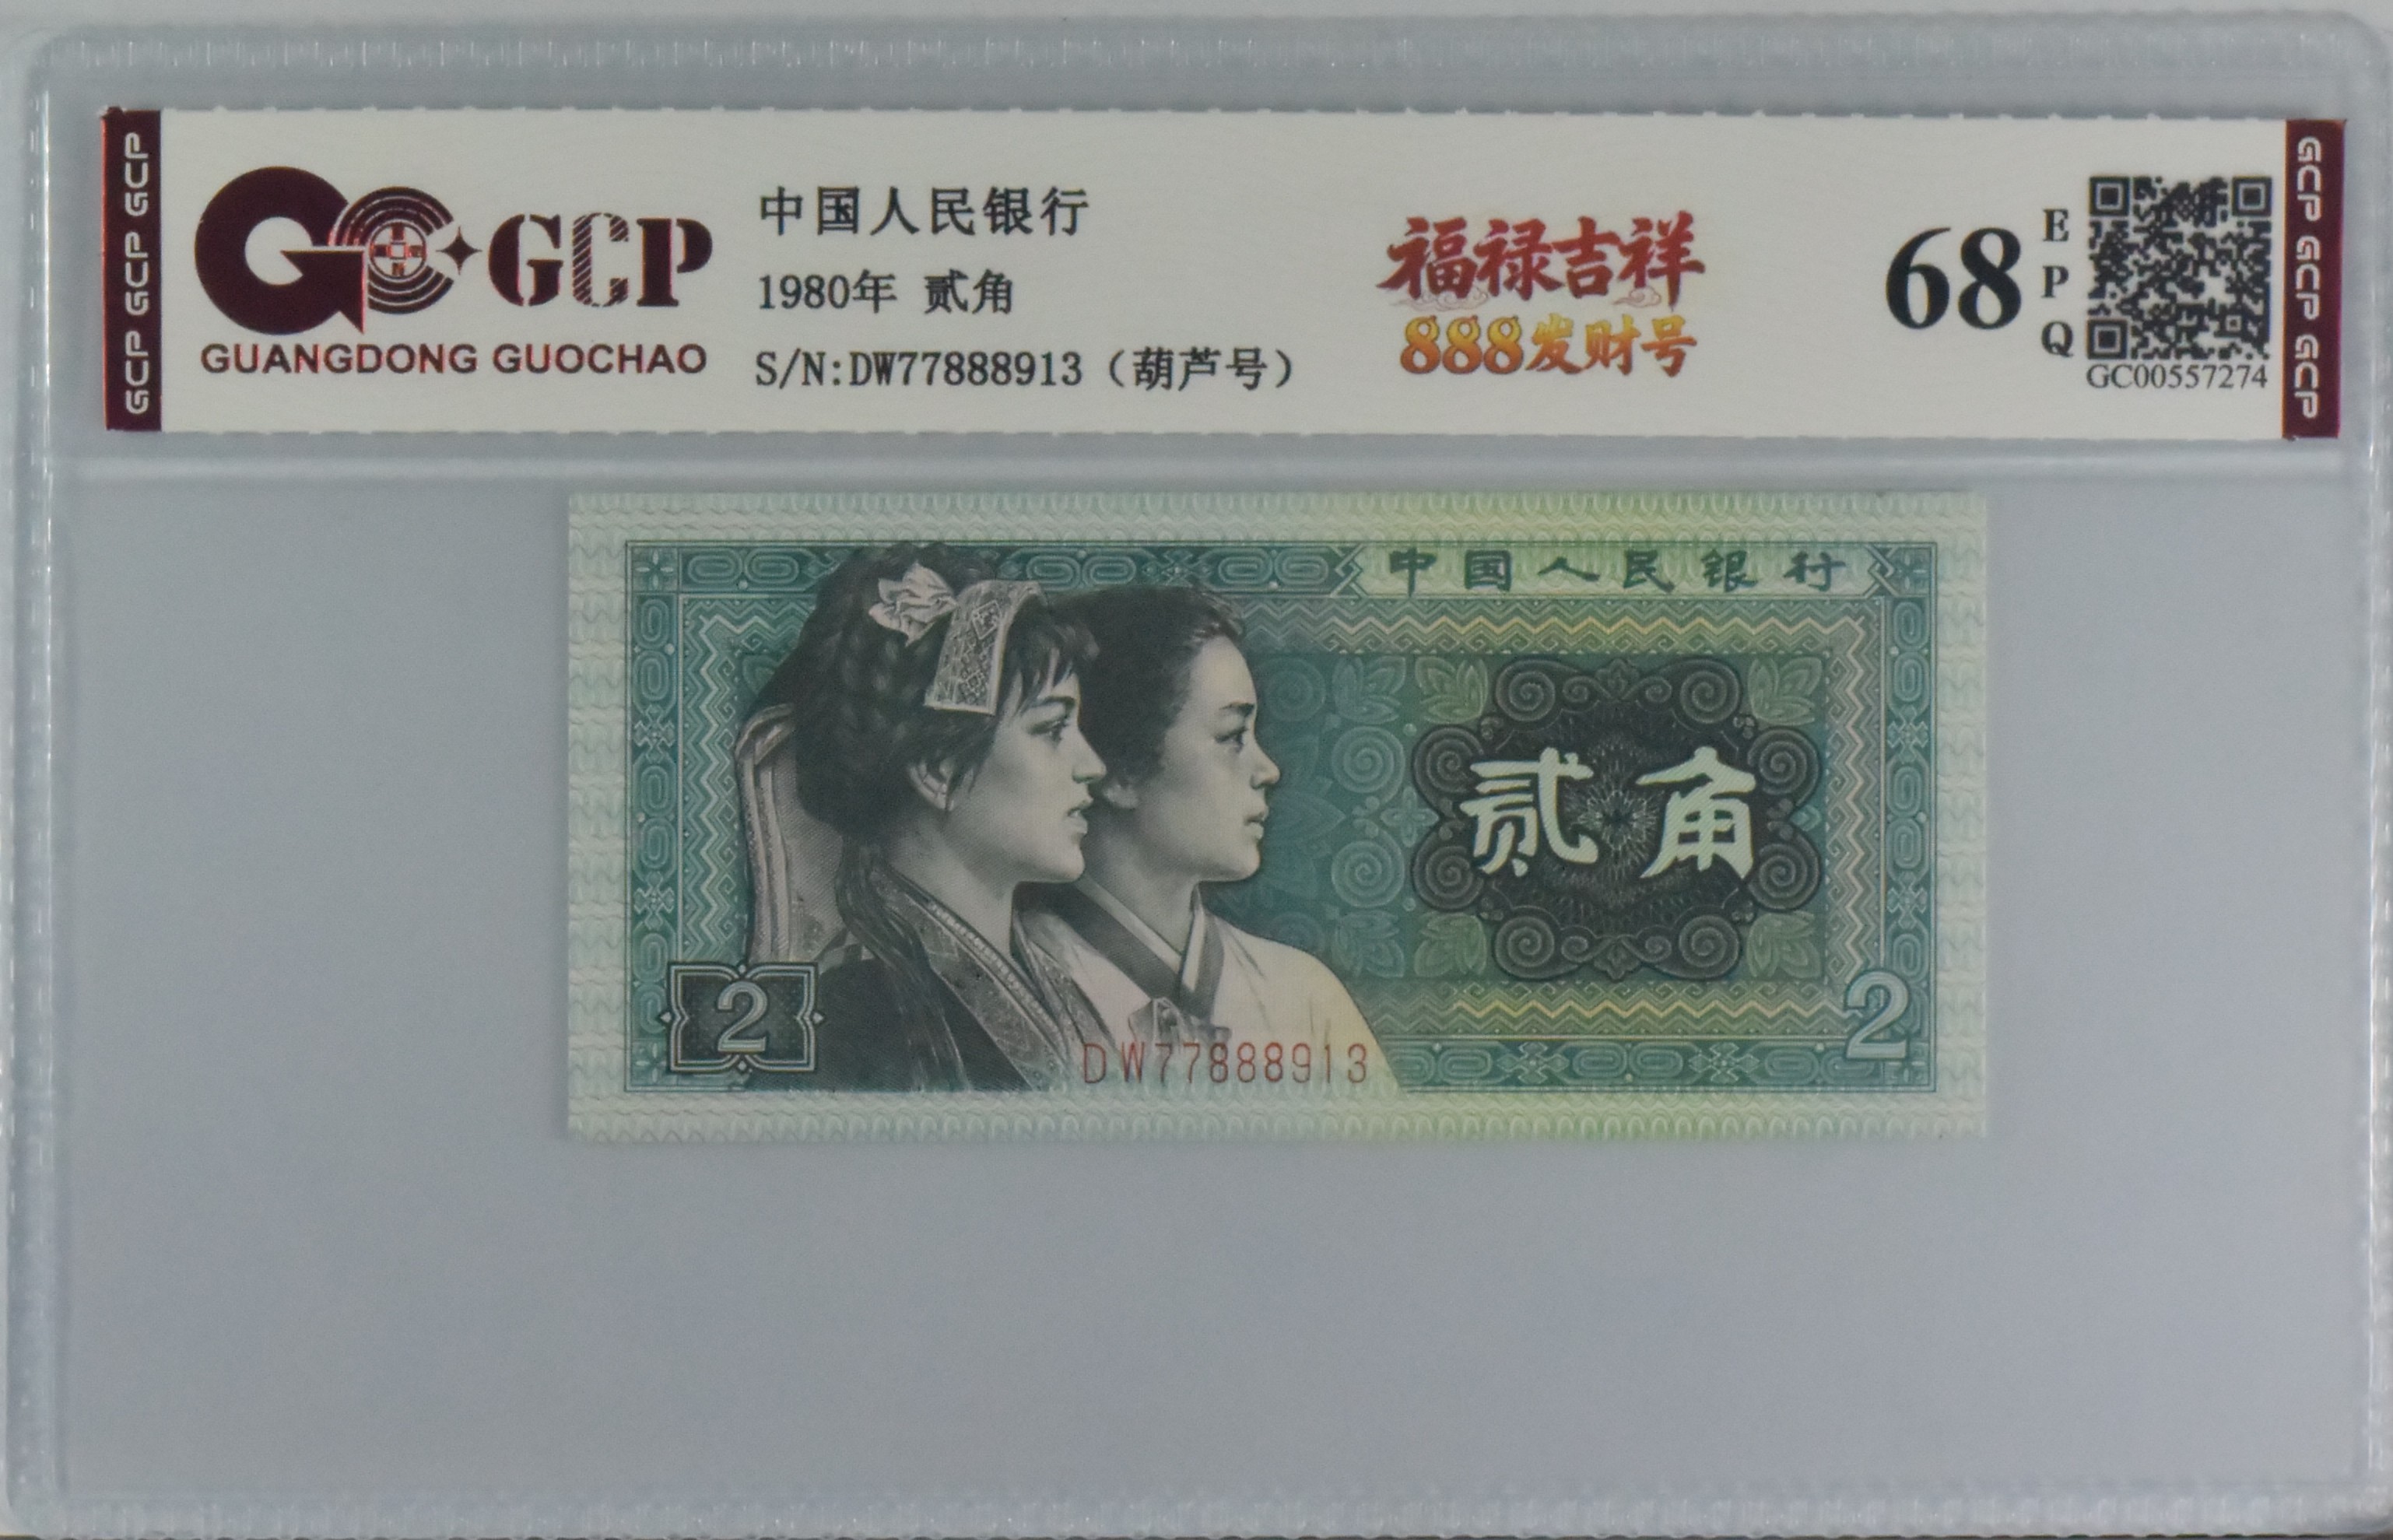 GCP GCP GCP
GCP
GUANGDONG GUOCHAO
中国人民银行
1980年 贰角
S/N:DW77888913（葫芦号）
福禄吉祥
888发财号
68
EPQ
GC00557274
GCP GCP GCP
中国人民银行
贰角
2
2
DW77888913